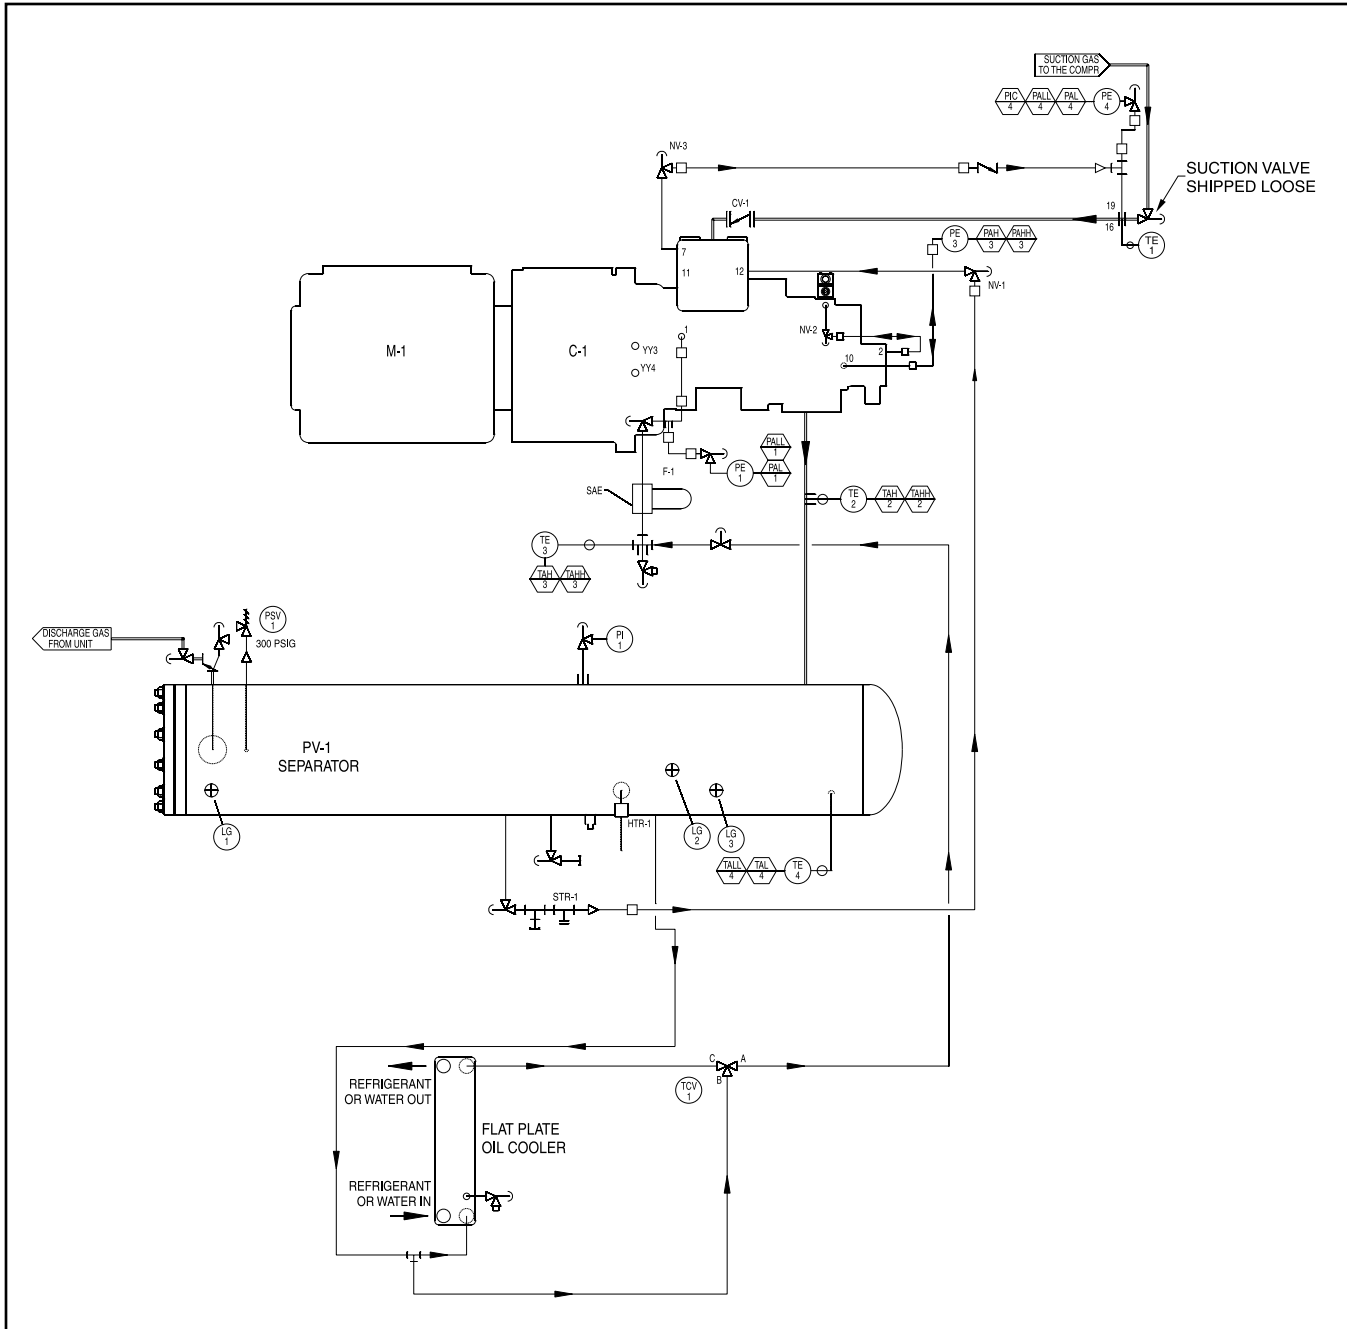 SUCTION GAS
TO THE COMPR
PIC
4
PALL
4
PAL
4
PE
4
NV-3
SUCTION VALVE
SHIPPED LOOSE
CV-1
19
16
TE
1
PE
3
PAH
3
PAHH
3
7
11
12
NV-1
M-1
C-1
YY3
YY4
1
NV-2
2
10
PALL
1
PE
1
PAL
1
F-1
SAE
TE
2
TAH
2
TAHH
2
TE
3
TAH
3
TAHH
3
DISCHARGE GAS
FROM UNIT
PSV
1
300 PSIG
PI
1
PV-1
SEPARATOR
LG
1
HTR-1
LG
2
LG
3
TALL
4
TAL
4
TE
4
STR-1
REFRIGERANT
OR WATER OUT
C
A
B
TCV
1
FLAT PLATE
OIL COOLER
REFRIGERANT
OR WATER IN